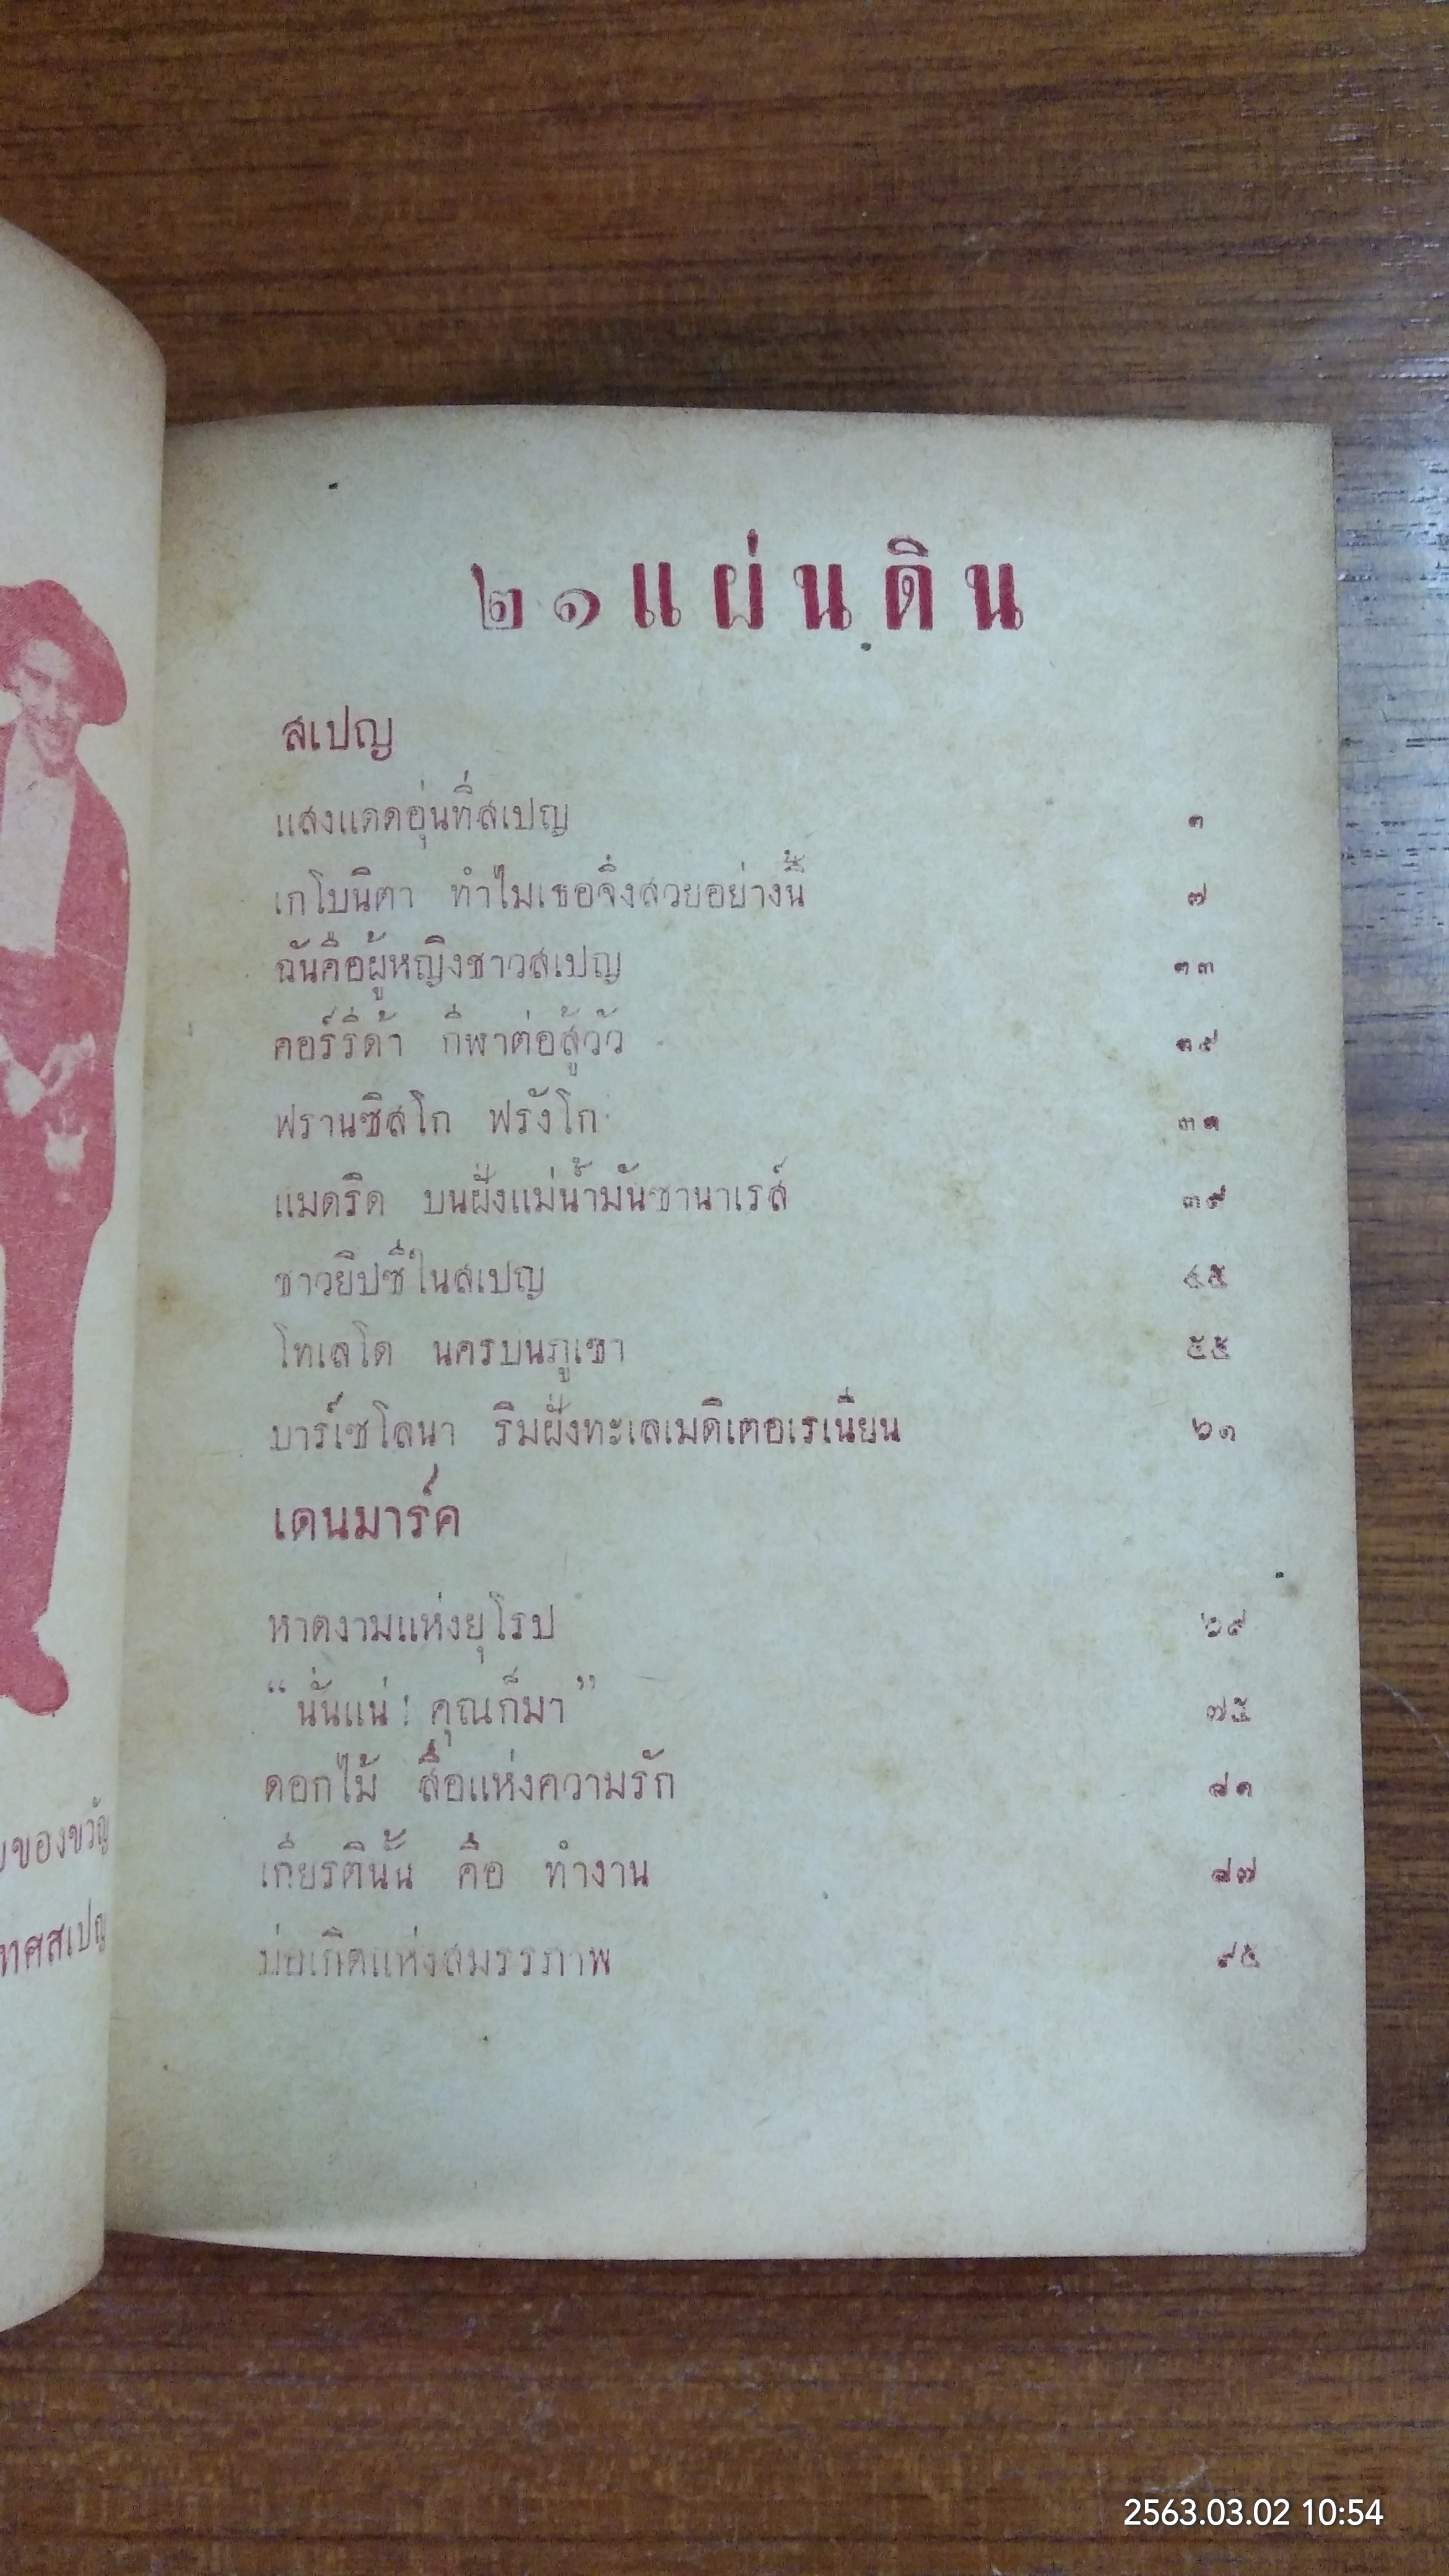 ๒๑แผ่นดิน
สเปญ
แสงแดดอุ่นที่สเปญ ๑
เกโบนิตา ทำไมเธอจึ่งสวยอย่างนี้ ๗
ฉันคือผู้หญิงชาวสเปญ ๑๓
คอร์ริด้า กีฬาต่อสู้วัว ๑๙
ฟรานซิสโก ฟรังโก ๓๑
แมดริด บนฝั่งแม่น้ำมันซานาเรส์ ๓๙
ชาวยิปซีในสเปญ ๔๕
โทเลโด นครบนภูเขา ๕๕
บาร์เซโลนา ริมฝั่งทะเลเมดิเตอเรเนียน ๖๑
เดนมาร์ค
หาดงามแห่งยุโรป ๖๙
“นั่นแน่! คุณก็มา” ๗๕
ดอกไม้ สื่อแห่งความรัก ๘๑
เกียรตินั้น คือ ทำงาน ๘๗
บ่อเกิดแห่งสมรรภาพ ๙๕
ของขวัญ
ทศสเปญ
2563.03.02 10:54